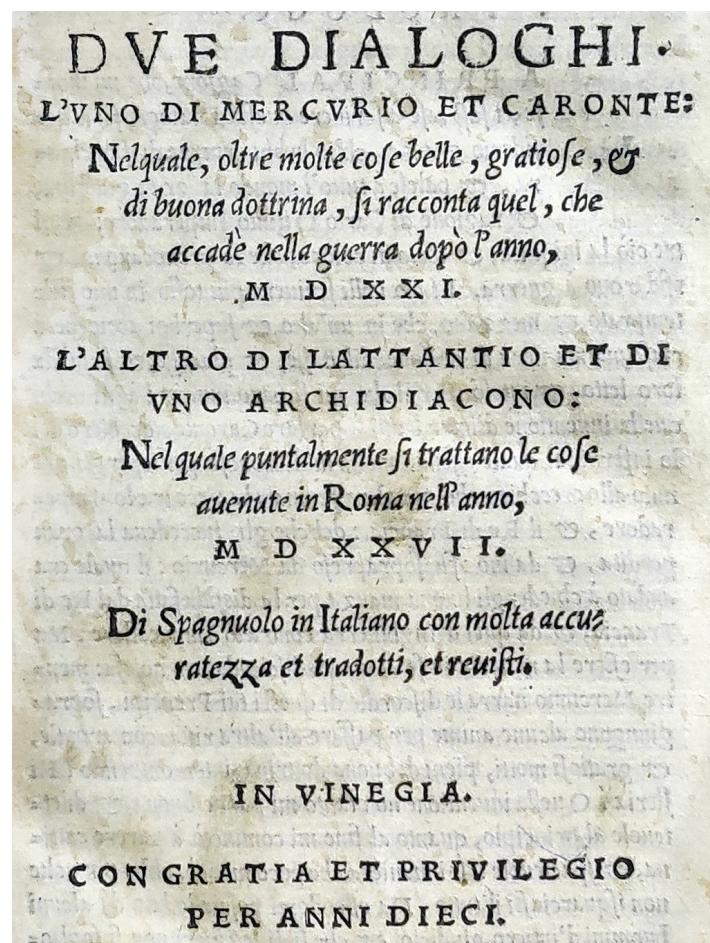 DVE DIALOGHI.
L'VNO DI MERCVRIO ET CARONTE:
Nelquale, oltre molte coſe belle, gratioſe, &
di buona dottrina, ſi racconta quel, che
accadè nella guerra dopò l'anno,
M D XXI.
L'ALTRO DI LATTANTIO ET DI
VNO ARCHIDIACONO:
Nel quale puntalmente ſi trattano le coſe
auenute in Roma nell'anno,
M D XXVII.
Di Spagnuolo in Italiano con molta accu⸗
ratezza et tradotti, et reuiſti.
IN VINEGIA.
CON GRATIA ET PRIVILEGIO
PER ANNI DIECI.